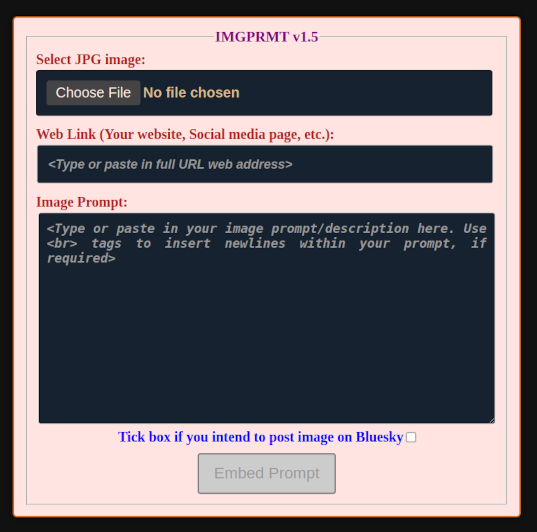 IMGPRMT v1.5
Select JPG image:
Choose File No file chosen
Web Link (Your website, Social media page, etc.):
<Type or paste in full URL web address>
Image Prompt:
<Type or paste in your image prompt/description here. Use
<br> tags to insert newlines within your prompt, if
required>
Tick box if you intend to post image on Bluesky
Embed Prompt